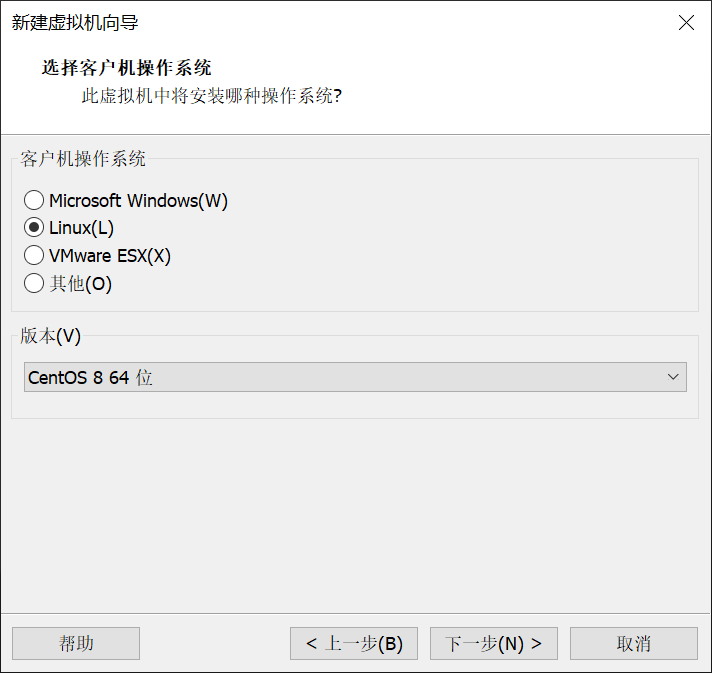 新建虚拟机向导
选择客户机操作系统
此虚拟机中将安装哪种操作系统?
客户机操作系统
Microsoft Windows(W)
Linux(L)
VMware ESX(X)
其他(O)
版本(V)
CentOS 8 64 位
帮助
< 上一步(B)
下一步(N) >
取消